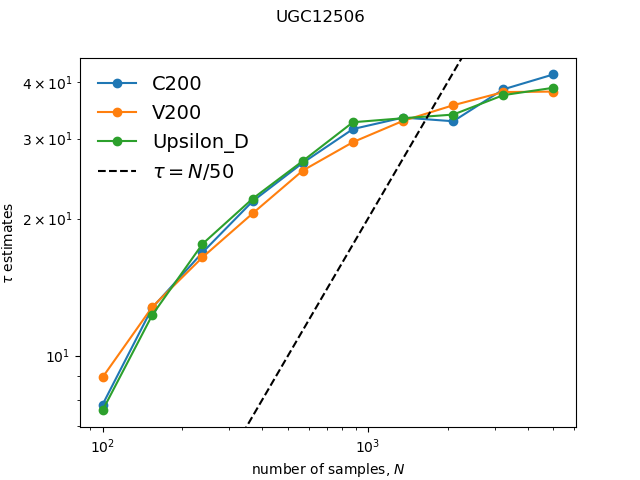 UGC12506
C200
V200
Upsilon_D
τ = N/50
4 × 10¹
3 × 10¹
2 × 10¹
10¹
τ estimates
10²
10³
number of samples, N